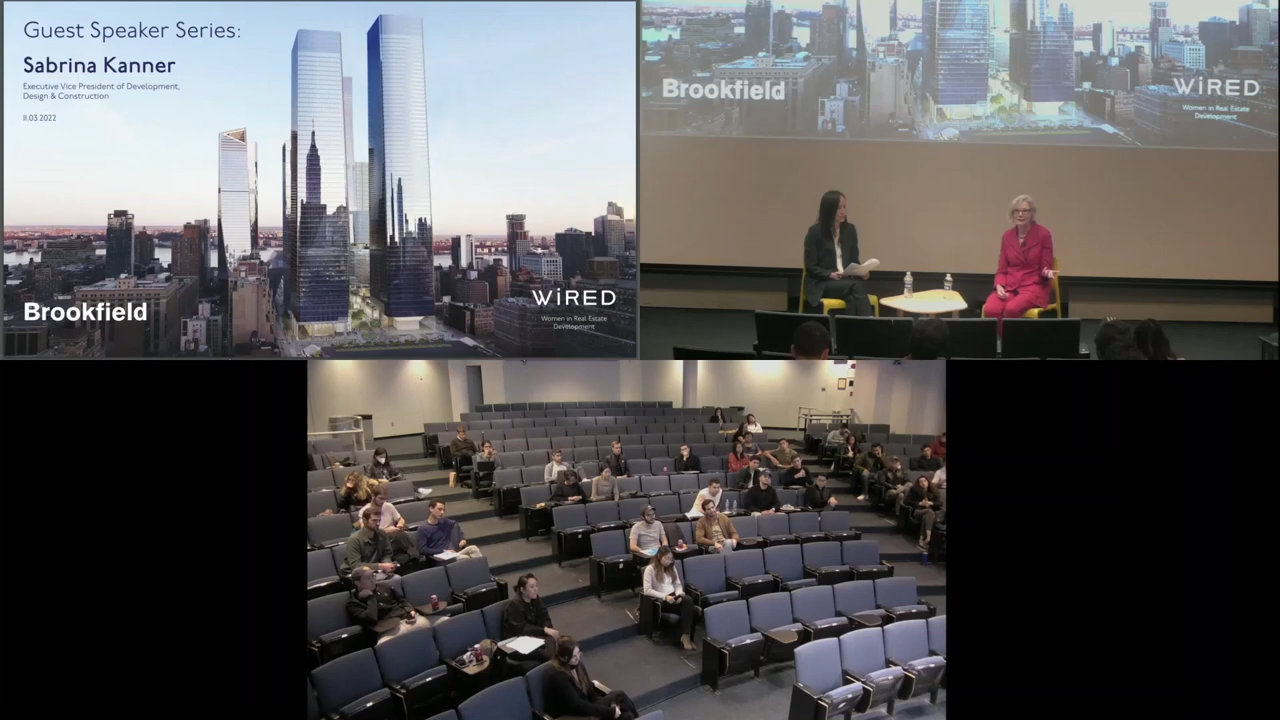 Guest Speaker Series:
Sabrina Kanner
Executive Vice President of Development,
Design & Construction
11.03.2022
Brookfield
WiRED
Women in Real Estate
Development
Brookfield
WiRED
Women in Real Estate
Development